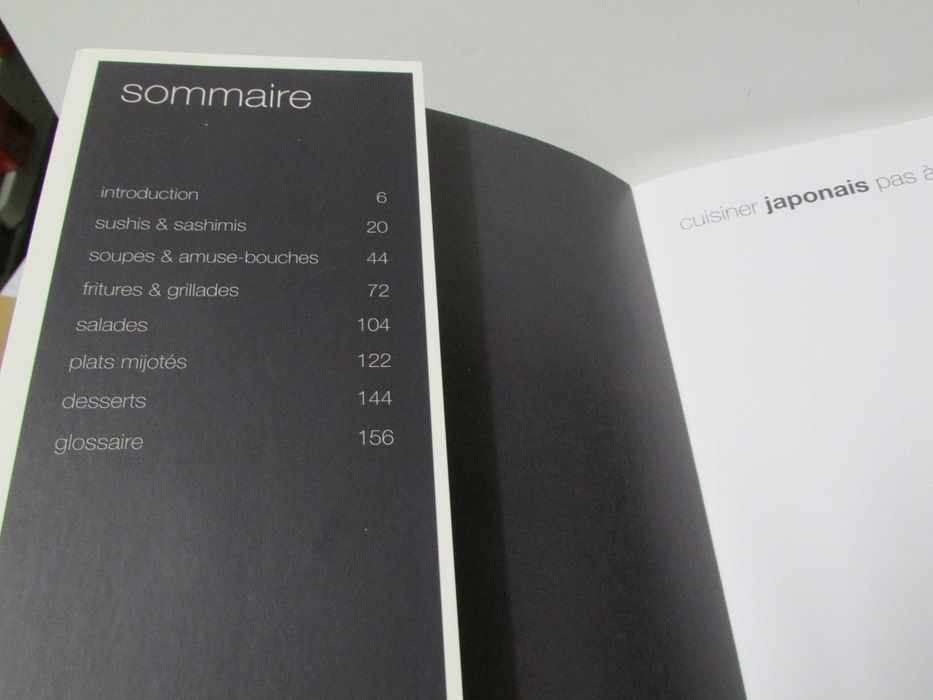 sommaire
introduction 6
sushis & sashimis 20
soupes & amuse-bouches 44
fritures & grillades 72
salades 104
plats mijotés 122
desserts 144
glossaire 156
cuisiner japonais pas à